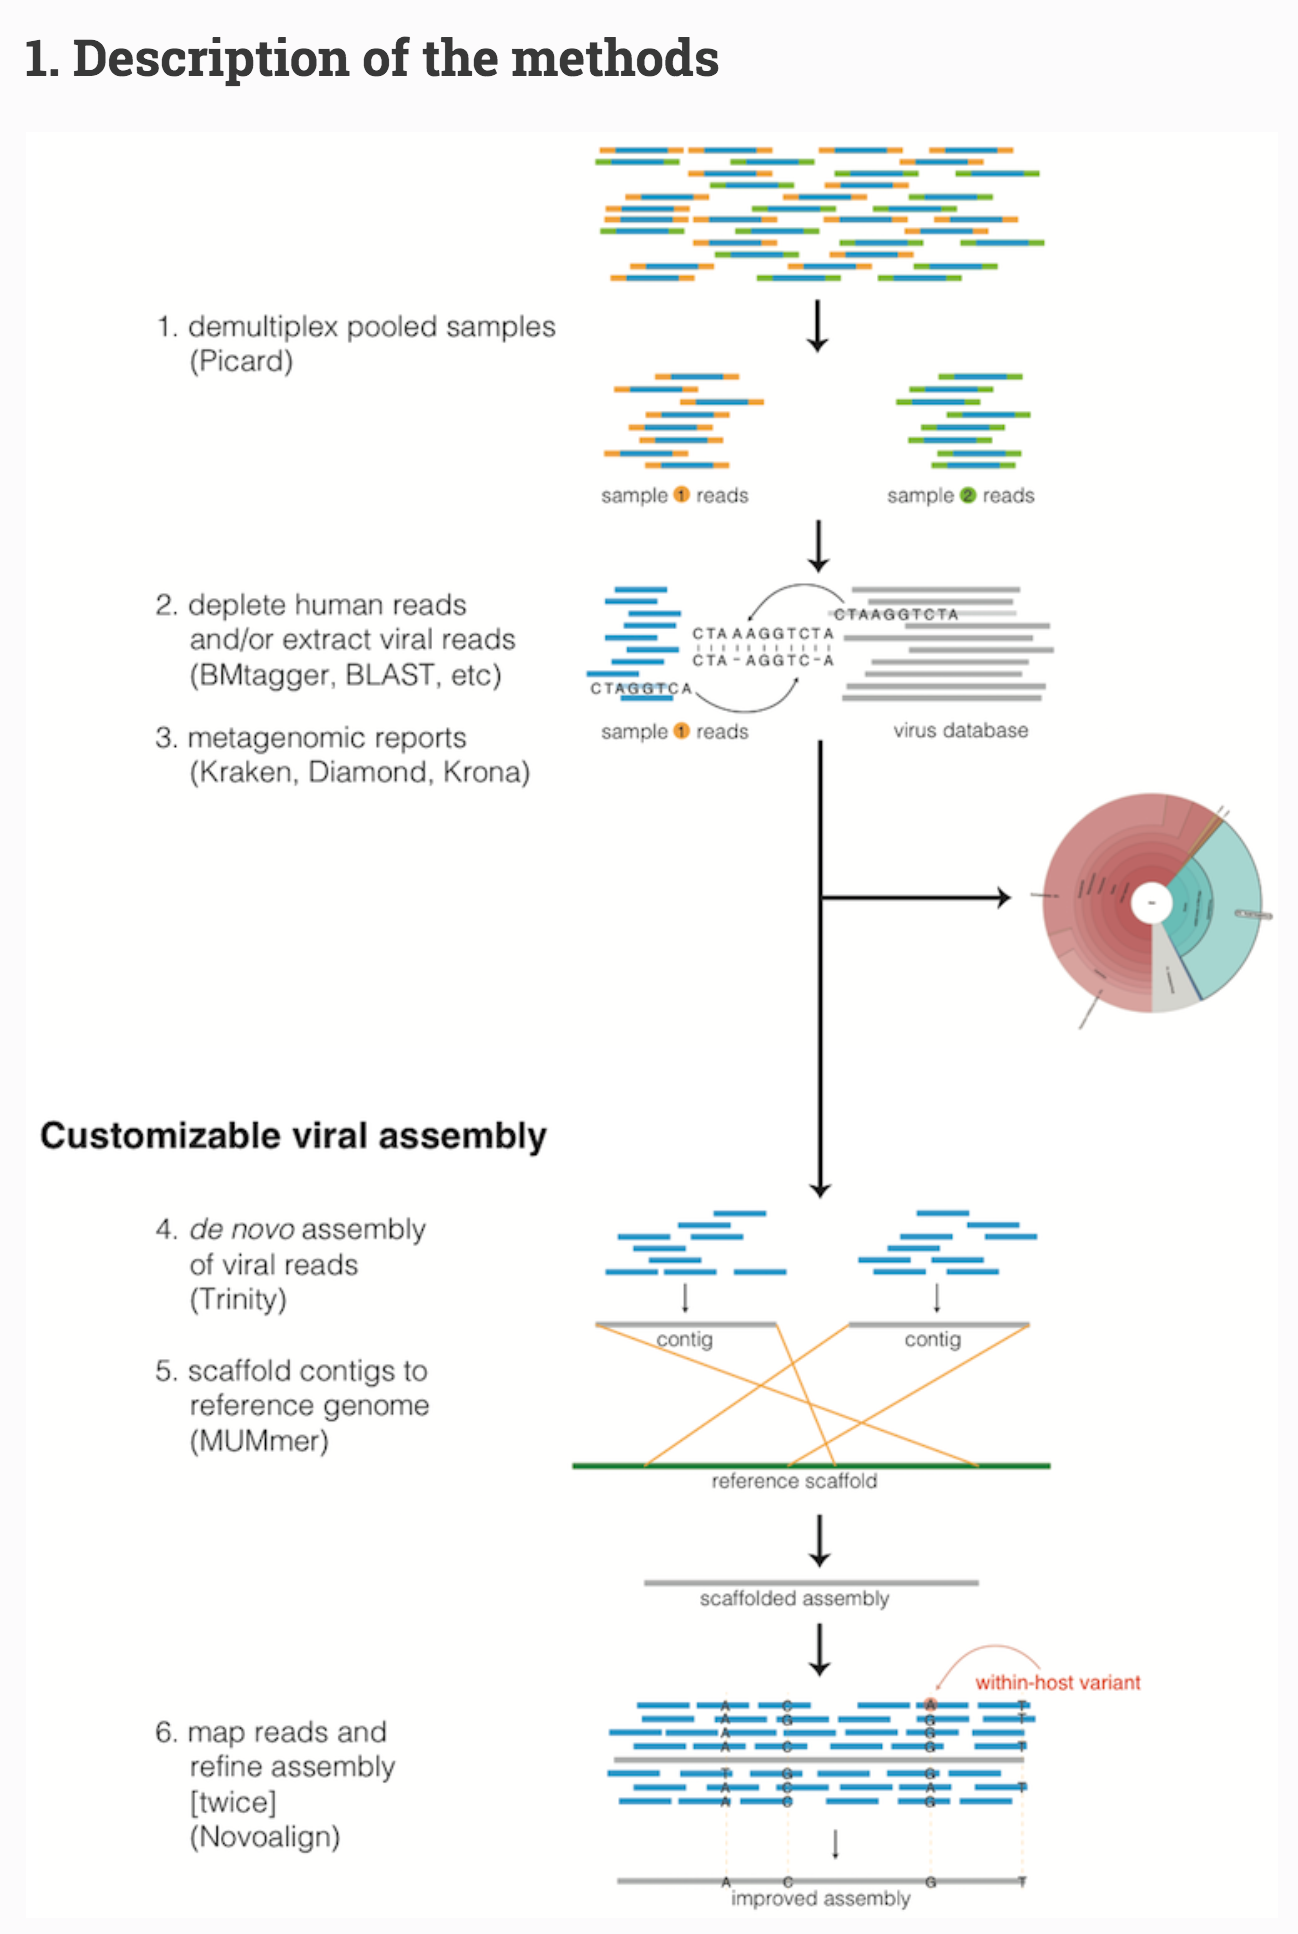 1. Description of the methods
1. demultiplex pooled samples
(Picard)
sample 1 reads
sample 2 reads
2. deplete human reads
and/or extract viral reads
(BMtagger, BLAST, etc)
CTAAGGTCTA
CTAAAGGTCTA
CTA-AGGTC-A
CTAGGTCA
sample 1 reads
virus database
3. metagenomic reports
(Kraken, Diamond, Krona)
Customizable viral assembly
4. de novo assembly
of viral reads
(Trinity)
contig
contig
5. scaffold contigs to
reference genome
(MUMmer)
reference scaffold
scaffolded assembly
within-host variant
6. map reads and
refine assembly
[twice]
(Novoalign)
A C A T
A G G T
A G
A C G T
T G G
A C A T
A C G
A C G T
improved assembly